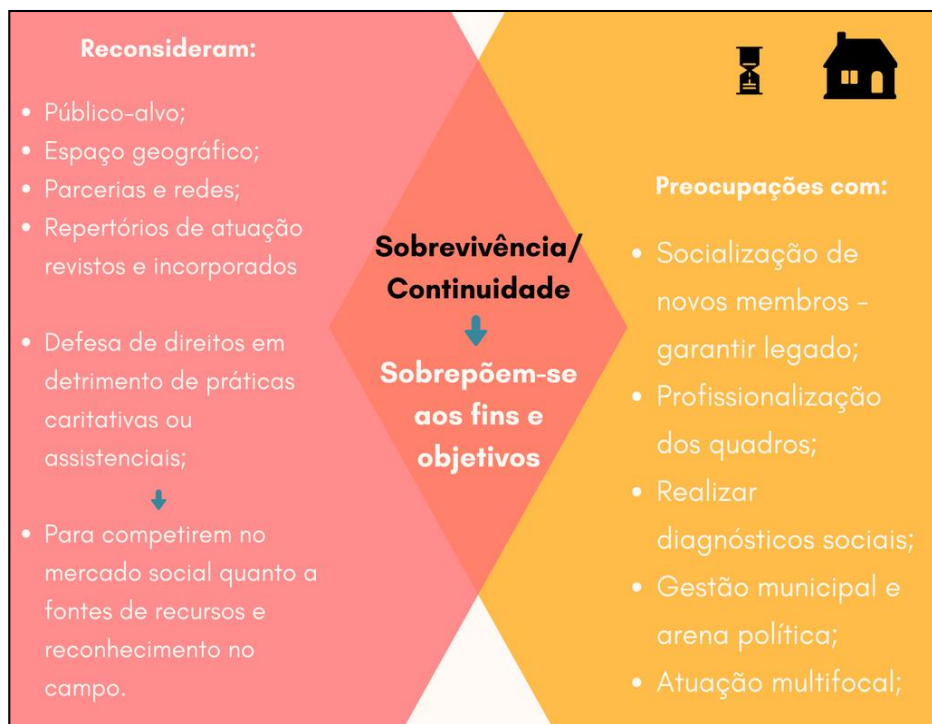 Reconsideram:
• Público-alvo;
• Espaço geográfico;
• Parcerias e redes;
• Repertórios de atuação
revistos e incorporados
• Defesa de direitos em
detrimento de práticas
caritativas ou
assistenciais;
• Para competirem no
mercado social quanto a
fontes de recursos e
reconhecimento no
campo.
Sobrevivência/
Continuidade
Sobrepõem-se
aos fins e
objetivos
Preocupações com:
• Socialização de
novos membros -
garantir legado;
• Profissionalização
dos quadros;
• Realizar
diagnósticos sociais;
• Gestão municipal e
arena política;
• Atuação multifocal;